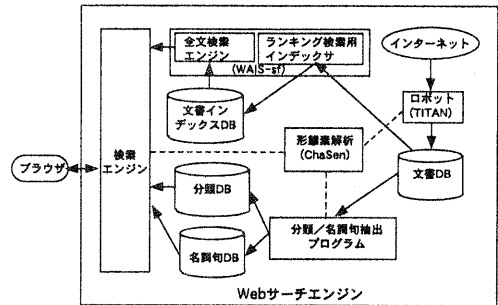 全文検索
エンジン
ランキング検索用
インデックサ
(WAIS-sf)
インターネット
文書イン
デックスDB
ロボット
(TITAN)
形態素解析
(ChaSen)
検索
エンジン
ブラウザ
分類DB
文書DB
名詞句DB
分類／名詞句抽出
プログラム
Webサーチエンジン